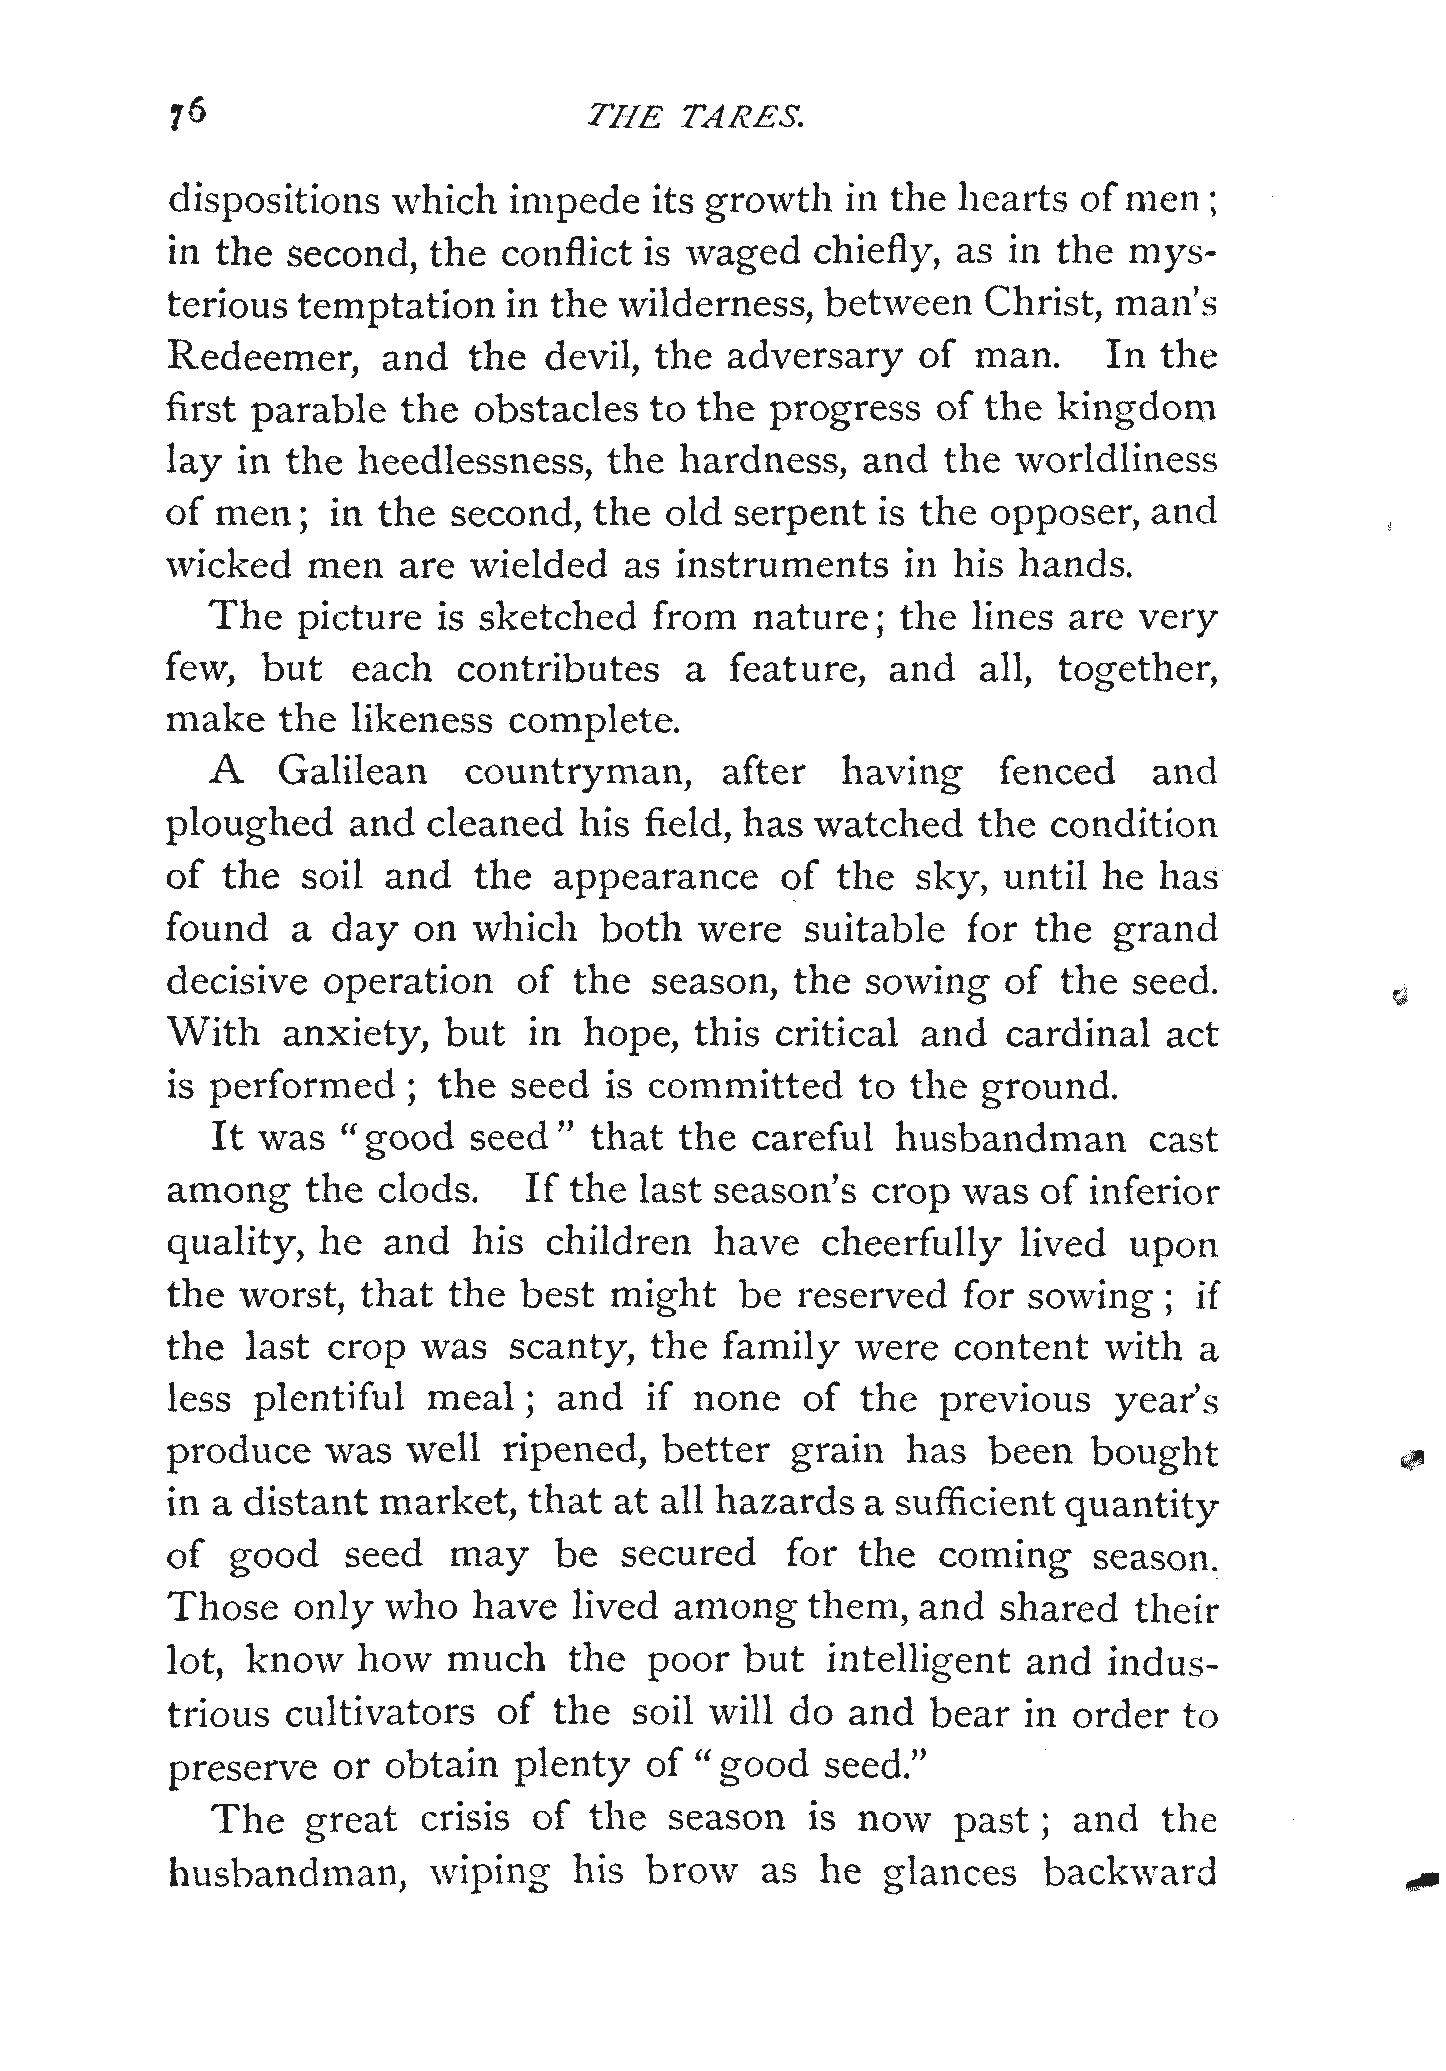 76 THE TARES.
dispositions which impede its growth in the hearts of men ;
in the second, the conflict is waged chiefly, as in the mys-
terious temptation in the wilderness, between Christ, man's
Redeemer, and the devil, the adversary of man. In the
first parable the obstacles to the progress of the kingdom
lay in the heedlessness, the hardness, and the worldliness
of men; in the second, the old serpent is the opposer, and
wicked men are wielded as instruments in his hands.
The picture is sketched from nature; the lines are very
few, but each contributes a feature, and all, together,
make the likeness complete.
A Galilean countryman, after having fenced and
ploughed and cleaned his field, has watched the condition
of the soil and the appearance of the sky, until he has
found a day on which both were suitable for the grand
decisive operation of the season, the sowing of the seed.
With anxiety, but in hope, this critical and cardinal act
is performed ; the seed is committed to the ground.
It was "good seed" that the careful husbandman cast
among the clods. If the last season's crop was of inferior
quality, he and his children have cheerfully lived upon
the worst, that the best might be reserved for sowing ; if
the last crop was scanty, the family were content with a
less plentiful meal ; and if none of the previous year's
produce was well ripened, better grain has been bought
in a distant market, that at all hazards a sufficient quantity
of good seed may be secured for the coming season.
Those only who have lived among them, and shared their
lot, know how much the poor but intelligent and indus-
trious cultivators of the soil will do and bear in order to
preserve or obtain plenty of "good seed."
The great crisis of the season is now past ; and the
husbandman, wiping his brow as he glances backward